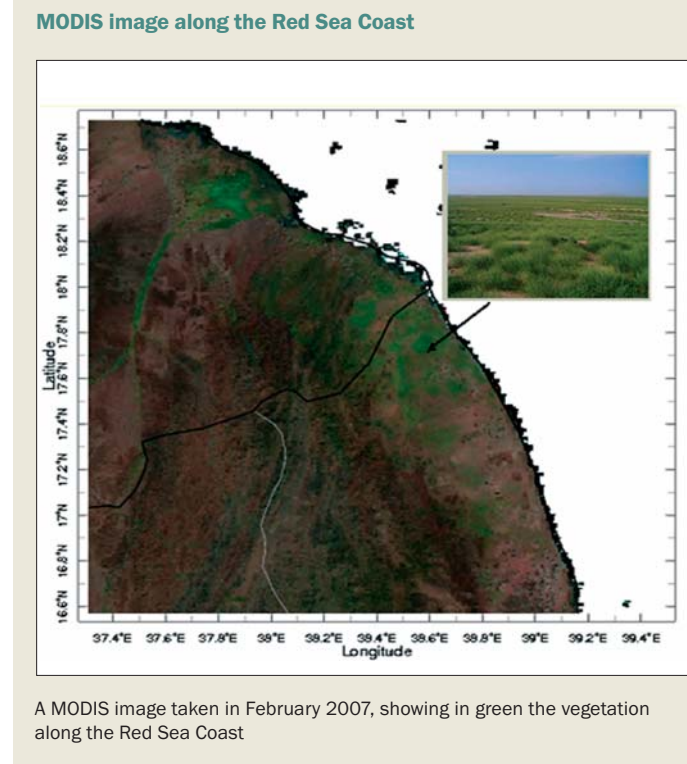 MODIS image along the Red Sea Coast
18.6°N
18.4°N
18.2°N
18°N
17.8°N
17.6°N
17.4°N
17.2°N
17°N
16.8°N
16.6°N
Latitude
37.4°E 37.6°E 37.8°E 38°E 38.2°E 38.4°E 38.6°E 38.8°E 39°E 39.2°E 39.4°E
Longitude
A MODIS image taken in February 2007, showing in green the vegetation
along the Red Sea Coast